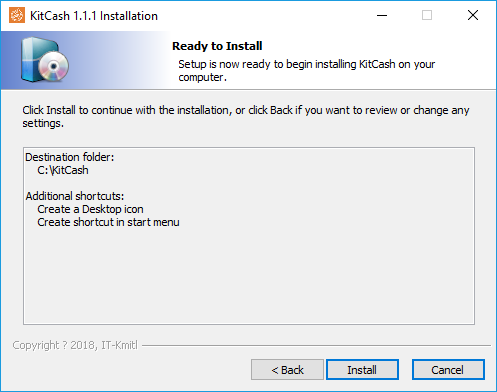 KitCash 1.1.1 Installation
Ready to Install
Setup is now ready to begin installing KitCash on your
computer.
Click Install to continue with the installation, or click Back if you want to review or change any
settings.
Destination folder:
C:\KitCash
Additional shortcuts:
Create a Desktop icon
Create shortcut in start menu
Copyright ? 2018, IT-Kmitl
< Back
Install
Cancel